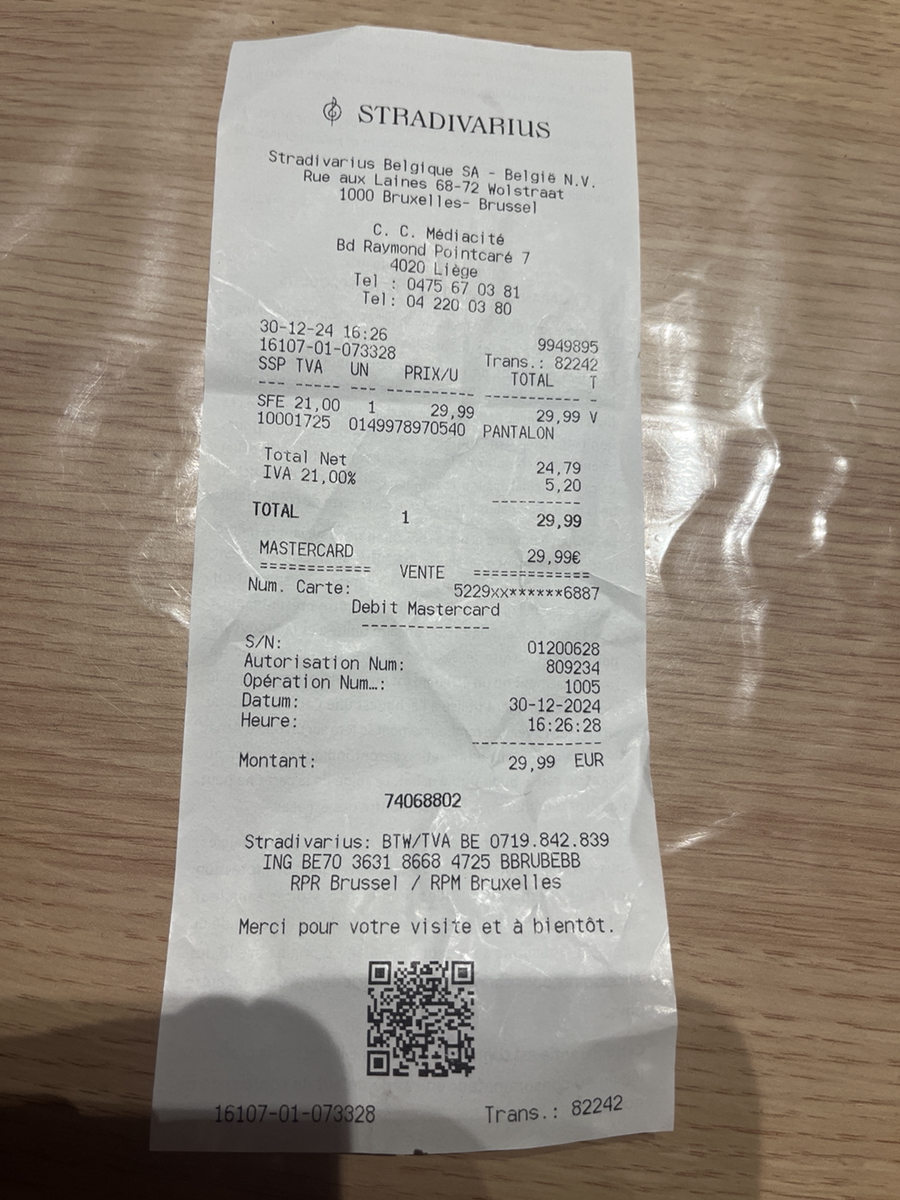 STRADIVARIUS
Stradivarius Belgique SA - België N.V.
Rue aux Laines 68-72 Wolstraat
1000 Bruxelles- Brussel
C. C. Médiacité
Bd Raymond Pointcaré 7
4020 Liège
Tel : 0475 67 03 81
Tel: 04 220 03 80
30-12-24 16:26 9949895
16107-01-073328 Trans.: 82242
SSP TVA UN PRIX/U TOTAL T
--- ----- --- ---------- ----------- -
SFE 21,00 1 29,99 29,99 V
10001725 0149978970540 PANTALON
Total Net 24,79
IVA 21,00% 5,20
----------
TOTAL 1 29,99
MASTERCARD 29,99€
============ VENTE =============
Num. Carte: 5229xx******6887
Debit Mastercard
--------------
S/N: 01200628
Autorisation Num: 809234
Opération Num…: 1005
Datum: 30-12-2024
Heure: 16:26:28
--------------
Montant: 29,99 EUR
74068802
Stradivarius: BTW/TVA BE 0719.842.839
ING BE70 3631 8668 4725 BBRUBEBB
RPR Brussel / RPM Bruxelles
Merci pour votre visite et à bientôt.
16107-01-073328 Trans.: 82242